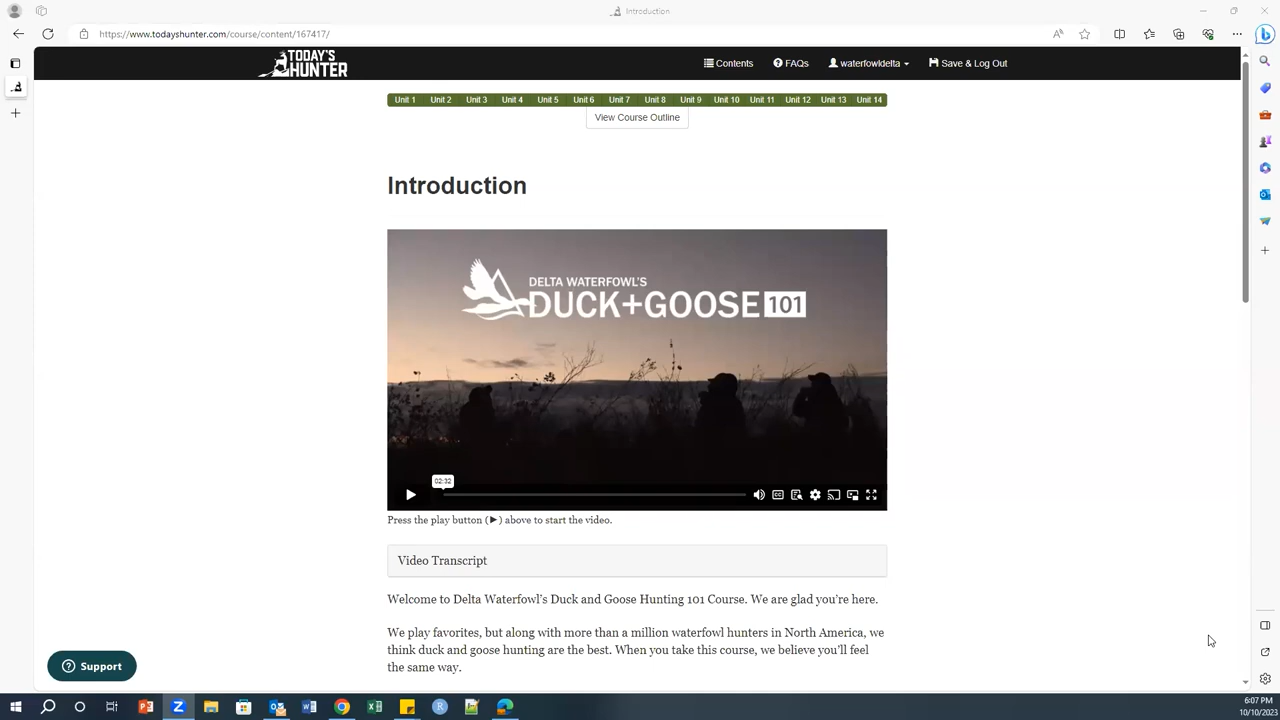 Introduction
https://www.todayshunter.com/course/content/167417/
TODAY'S
HUNTER
Contents
FAQs
waterfowldelta
Save & Log Out
Unit 1 Unit 2 Unit 3 Unit 4 Unit 5 Unit 6 Unit 7 Unit 8 Unit 9 Unit 10 Unit 11 Unit 12 Unit 13 Unit 14
View Course Outline
Introduction
DELTA WATERFOWL'S
DUCK+GOOSE 101
02:32
Press the play button (►) above to start the video.
Video Transcript
Welcome to Delta Waterfowl's Duck and Goose Hunting 101 Course. We are glad you're here.
We play favorites, but along with more than a million waterfowl hunters in North America, we
think duck and goose hunting are the best. When you take this course, we believe you'll feel
the same way.
Support
6:07 PM
10/10/2023